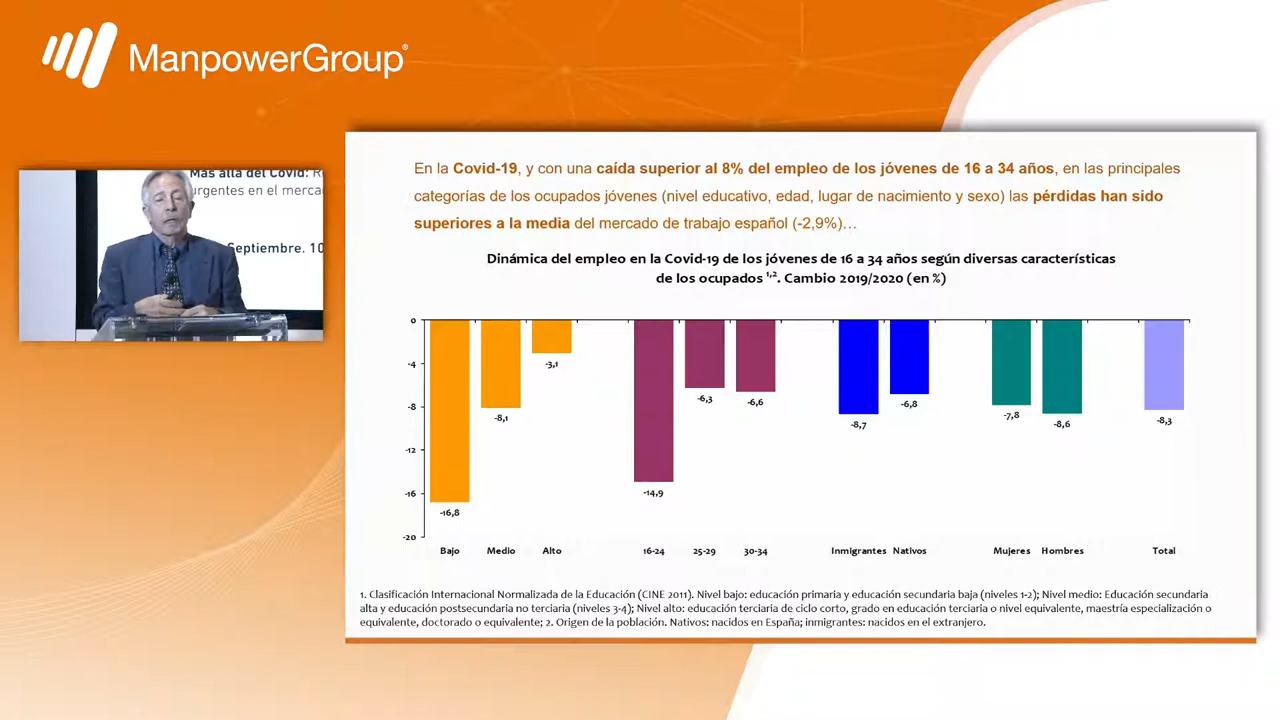 ManpowerGroup®
Más allá del Covid: R
urgentes en el merca
Septiembre. 10
En la Covid-19, y con una caída superior al 8% del empleo de los jóvenes de 16 a 34 años, en las principales
categorías de los ocupados jóvenes (nivel educativo, edad, lugar de nacimiento y sexo) las pérdidas han sido
superiores a la media del mercado de trabajo español (-2,9%)…
Dinámica del empleo en la Covid-19 de los jóvenes de 16 a 34 años según diversas características
de los ocupados 1,2. Cambio 2019/2020 (en %)
0
-4
-8
-12
-16
-20
-16,8
-8,1
-3,1
-14,9
-6,3
-6,6
-8,7
-6,8
-7,8
-8,6
-8,3
Bajo Medio Alto 16-24 25-29 30-34 Inmigrantes Nativos Mujeres Hombres Total
1. Clasificación Internacional Normalizada de la Educación (CINE 2011). Nivel bajo: educación primaria y educación secundaria baja (niveles 1-2); Nivel medio: Educación secundaria
alta y educación postsecundaria no terciaria (niveles 3-4); Nivel alto: educación terciaria de ciclo corto, grado en educación terciaria o nivel equivalente, maestría especialización o
equivalente, doctorado o equivalente; 2. Origen de la población. Nativos: nacidos en España; inmigrantes: nacidos en el extranjero.